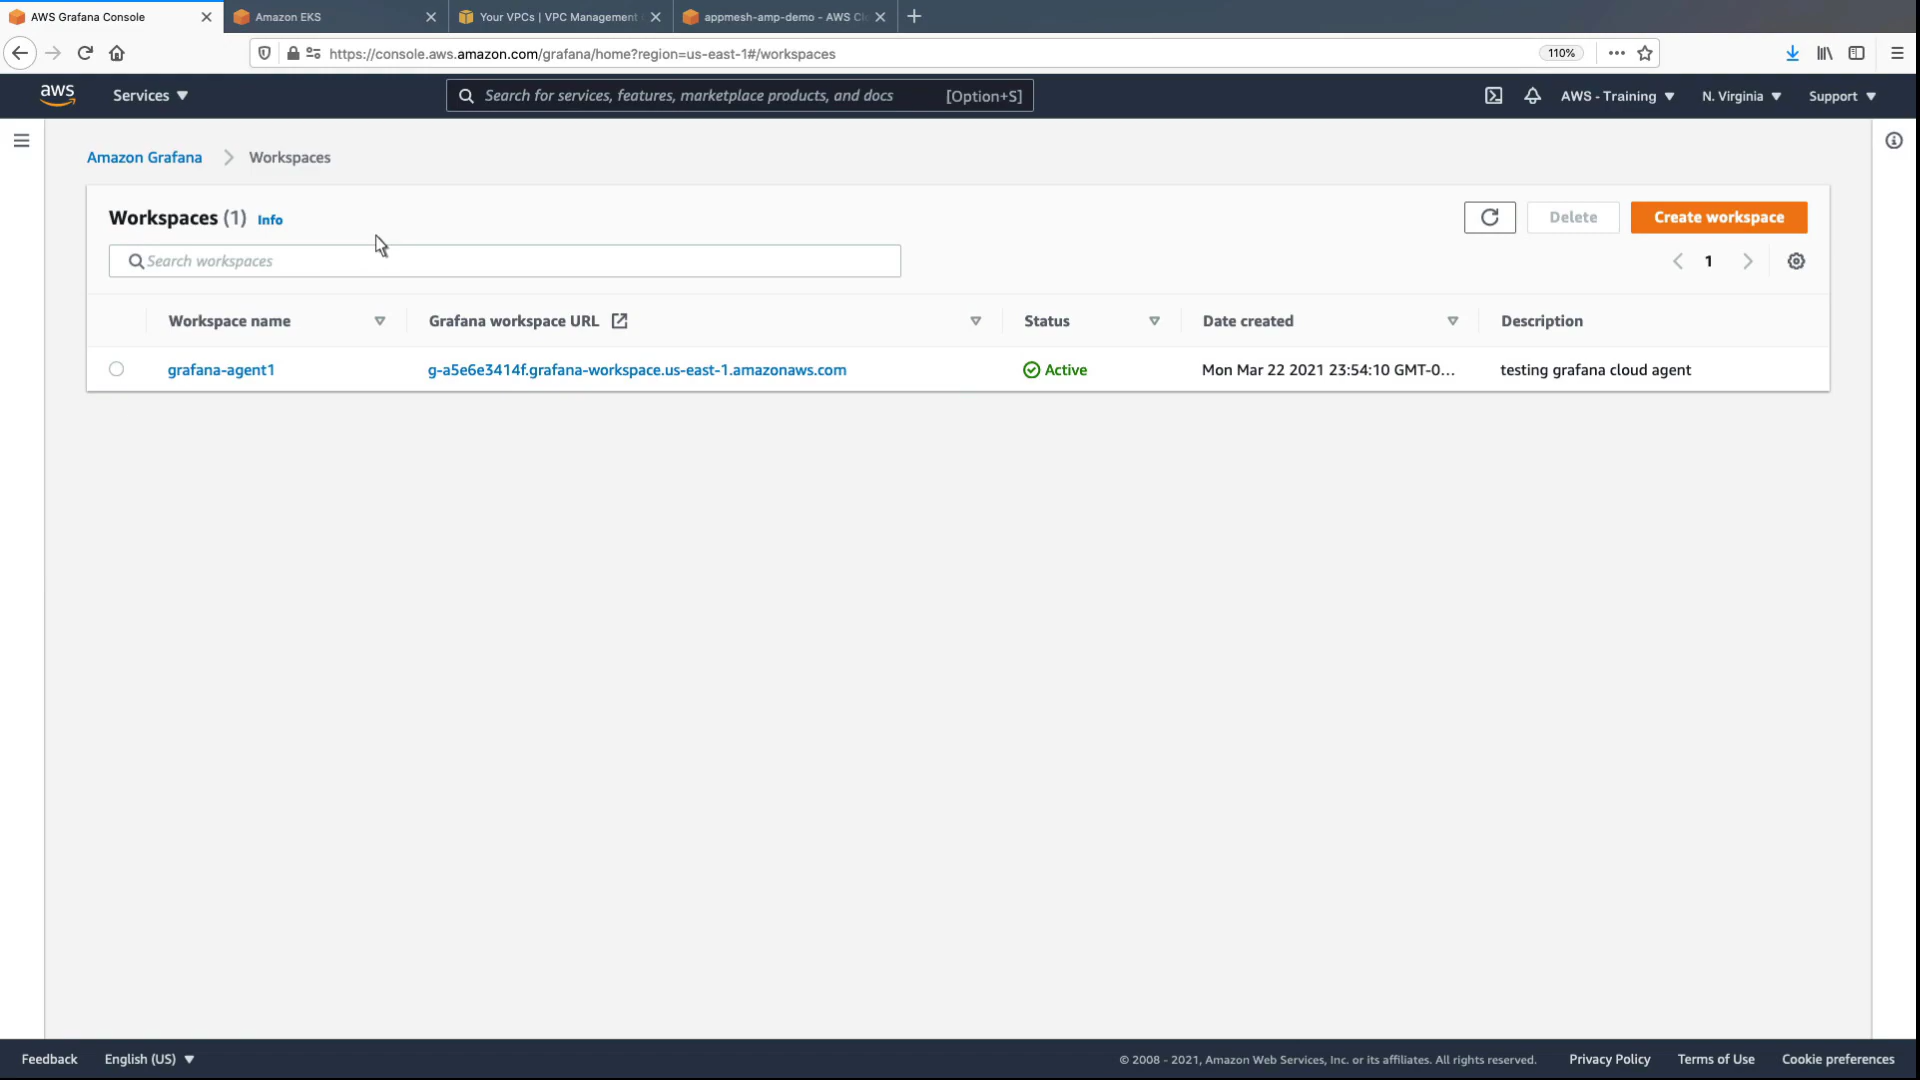 AWS Grafana Console
Amazon EKS
Your VPCs | VPC Management
appmesh-amp-demo - AWS Cl
https://console.aws.amazon.com/grafana/home?region=us-east-1#/workspaces
110%
aws
Services
Search for services, features, marketplace products, and docs
[Option+S]
AWS - Training
N. Virginia
Support
Amazon Grafana
Workspaces
Workspaces (1) Info
Delete
Create workspace
Search workspaces
1
Workspace name
Grafana workspace URL
Status
Date created
Description
grafana-agent1
g-a5e6e3414f.grafana-workspace.us-east-1.amazonaws.com
Active
Mon Mar 22 2021 23:54:10 GMT-0...
testing grafana cloud agent
Feedback
English (US)
© 2008 - 2021, Amazon Web Services, Inc. or its affiliates. All rights reserved.
Privacy Policy
Terms of Use
Cookie preferences